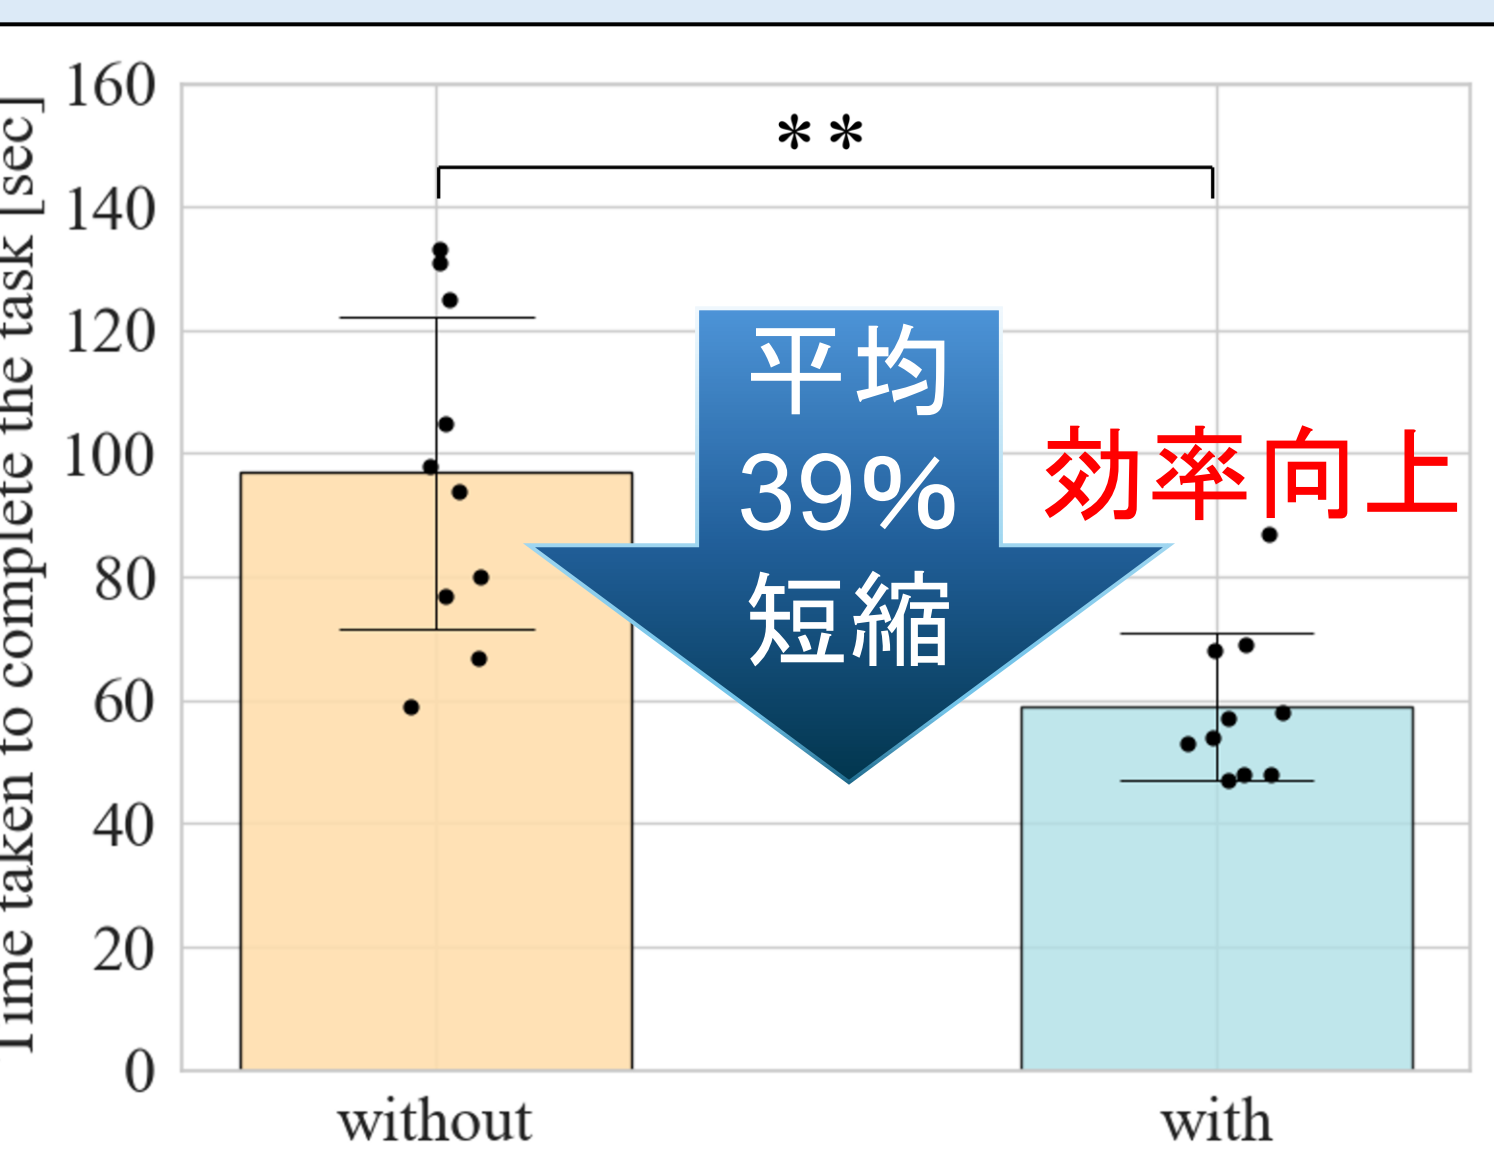 Time taken to complete the task [sec]
160
140
120
100
80
60
40
20
0
**
平均
39%
短縮
効率向上
without
with